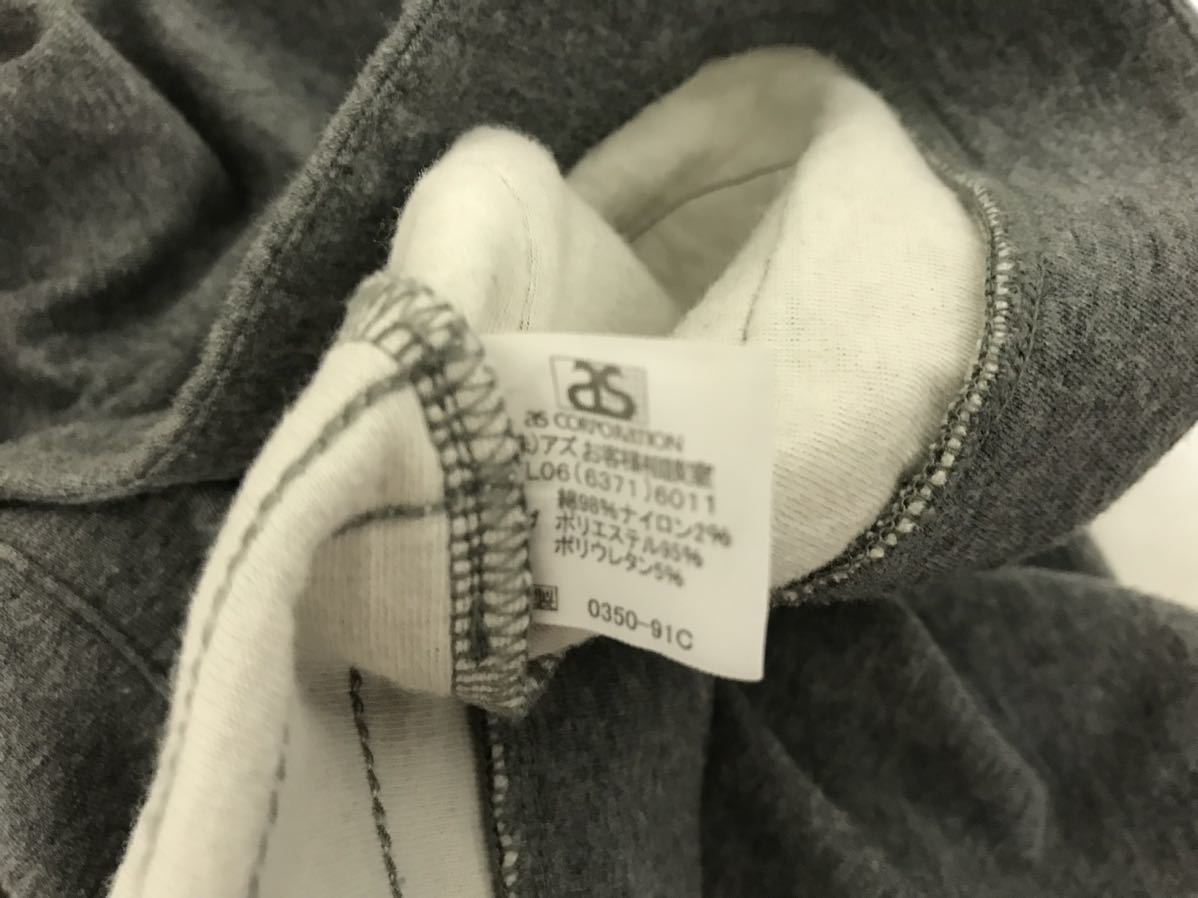 as
as CORPORATION
)アズ お客様相談室
L06(6371)6011
綿98%ナイロン2%
ポリエステル95%
ポリウレタン5%
製 0350-91C